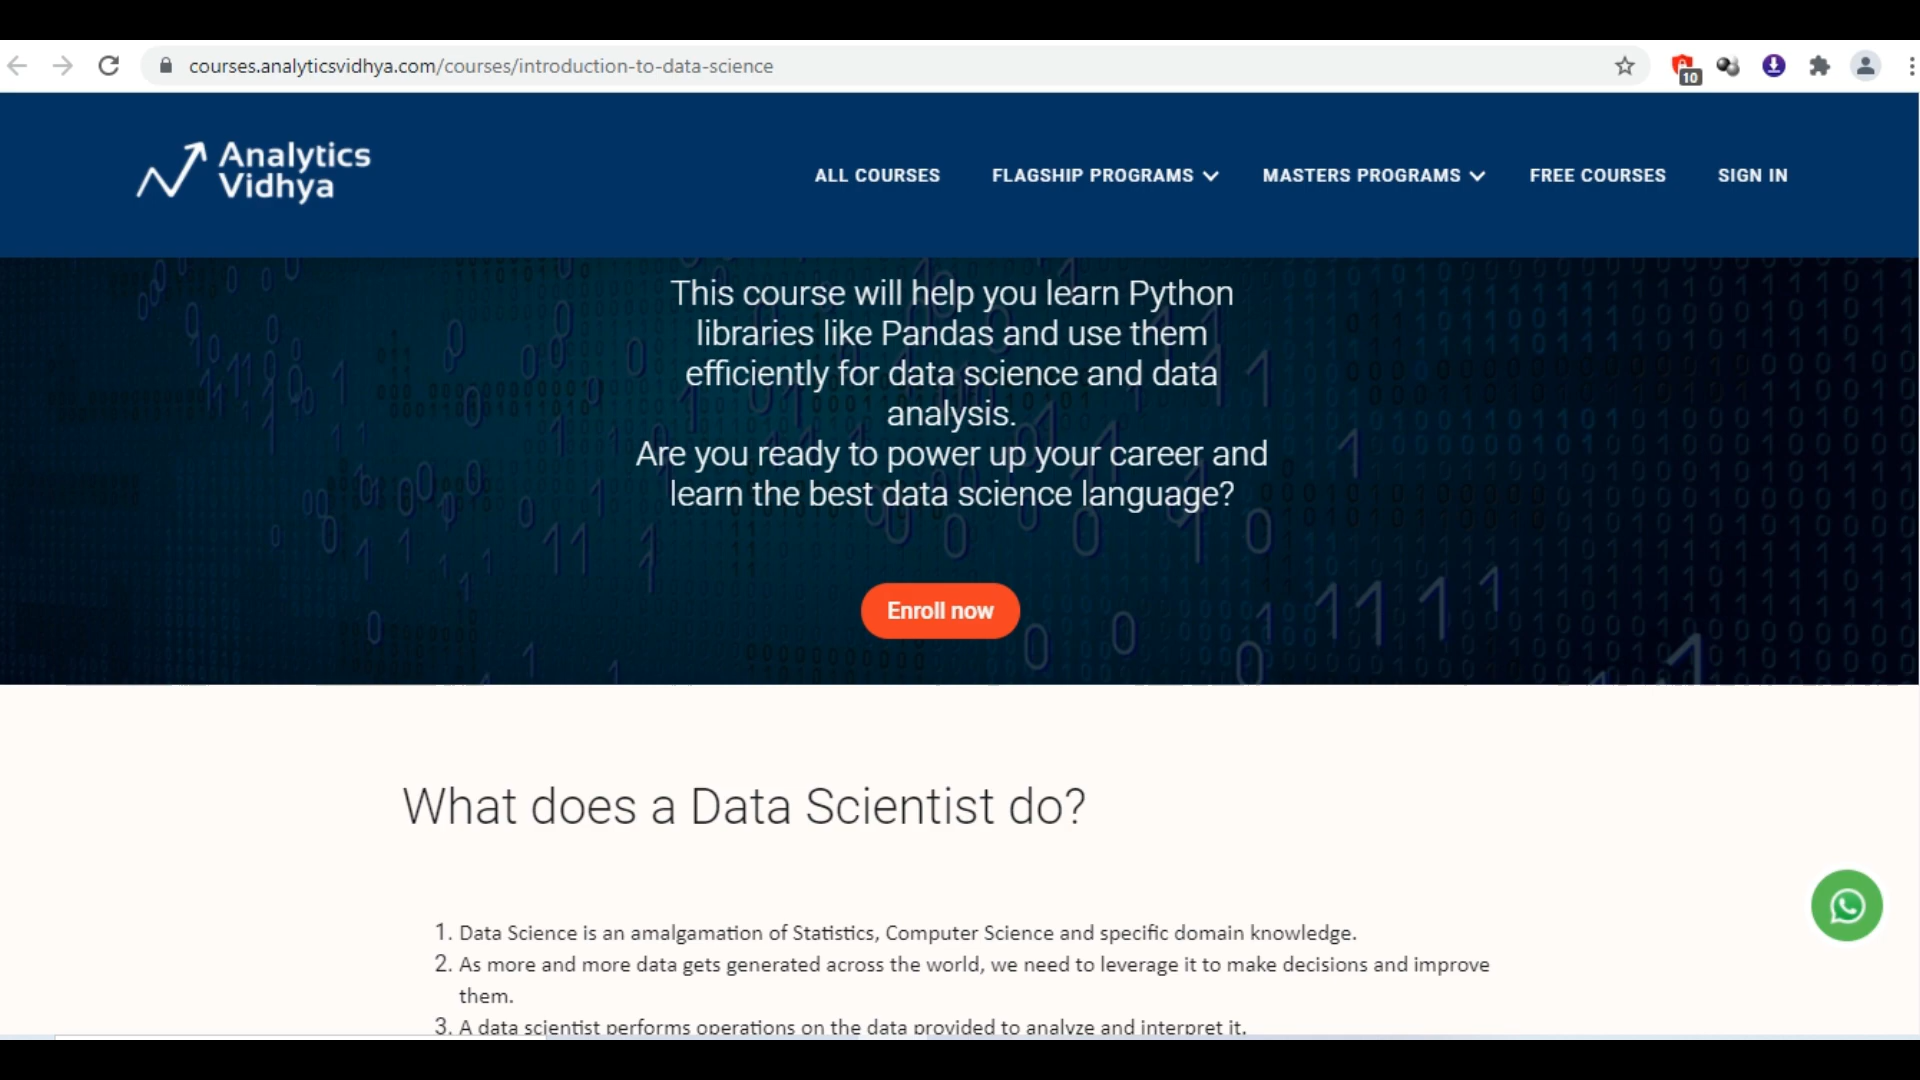 courses.analyticsvidhya.com/courses/introduction-to-data-science
10
Analytics
Vidhya
ALL COURSES
FLAGSHIP PROGRAMS
MASTERS PROGRAMS
FREE COURSES
SIGN IN
This course will help you learn Python
libraries like Pandas and use them
efficiently for data science and data
analysis.
Are you ready to power up your career and
learn the best data science language?
Enroll now
What does a Data Scientist do?
1. Data Science is an amalgamation of Statistics, Computer Science and specific domain knowledge.
2. As more and more data gets generated across the world, we need to leverage it to make decisions and improve
them.
3. A data scientist performs operations on the data provided to analyze and interpret it.